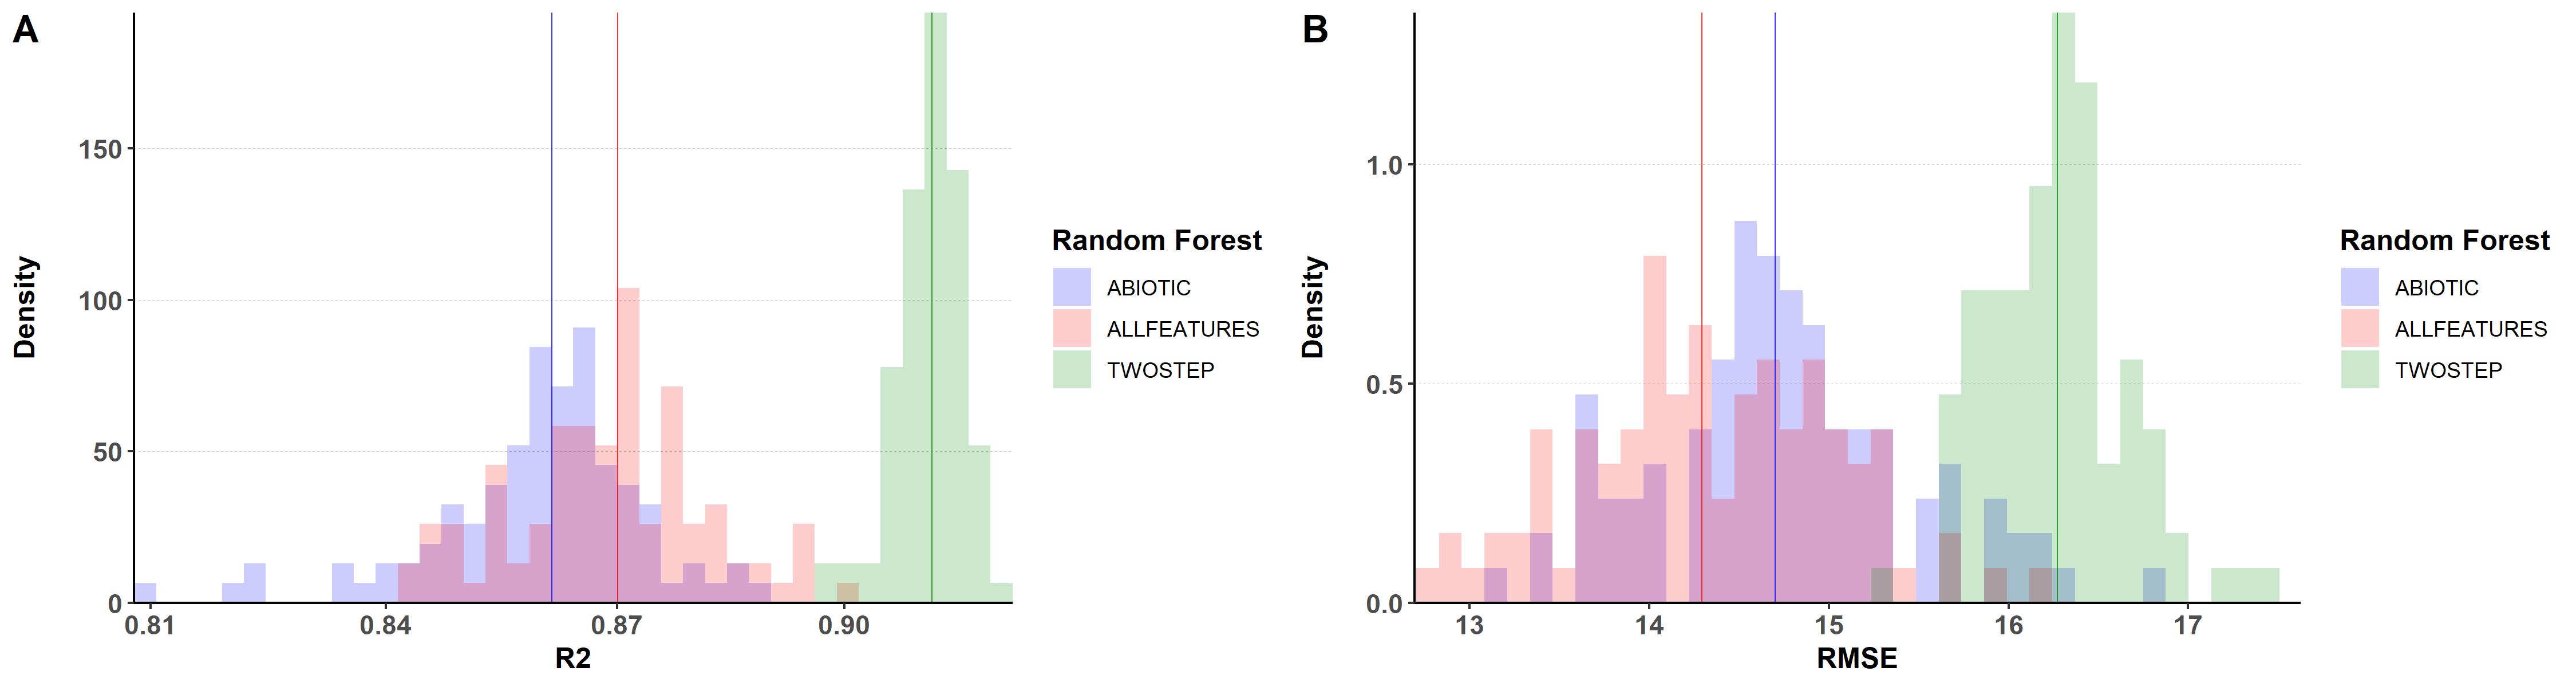 A
Density
150
100
50
0
0.81 0.84 0.87 0.90
R2
Random Forest
ABIOTIC
ALLFEATURES
TWOSTEP
B
Density
1.0
0.5
0.0
13 14 15 16 17
RMSE
Random Forest
ABIOTIC
ALLFEATURES
TWOSTEP